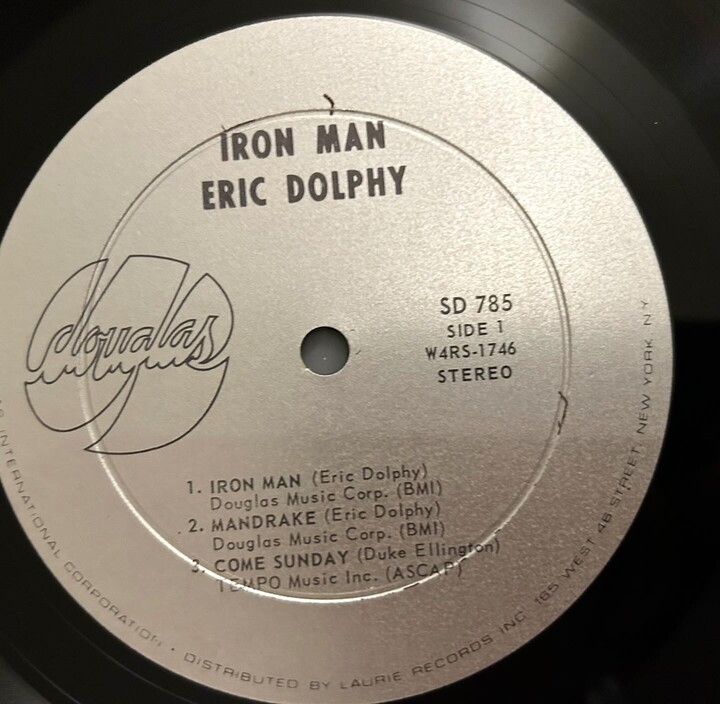 IRON MAN
ERIC DOLPHY
douglas
SD 785
SIDE 1
W4RS-1746
STEREO
1. IRON MAN (Eric Dolphy)
Douglas Music Corp. (BMI)
2. MANDRAKE (Eric Dolphy)
Douglas Music Corp. (BMI)
3. COME SUNDAY (Duke Ellington)
TEMPO Music Inc. (ASCAP)
INTERNATIONAL CORPORATION • DISTRIBUTED BY LAURIE RECORDS INC. 165 WEST 46 STREET, NEW YORK, NY